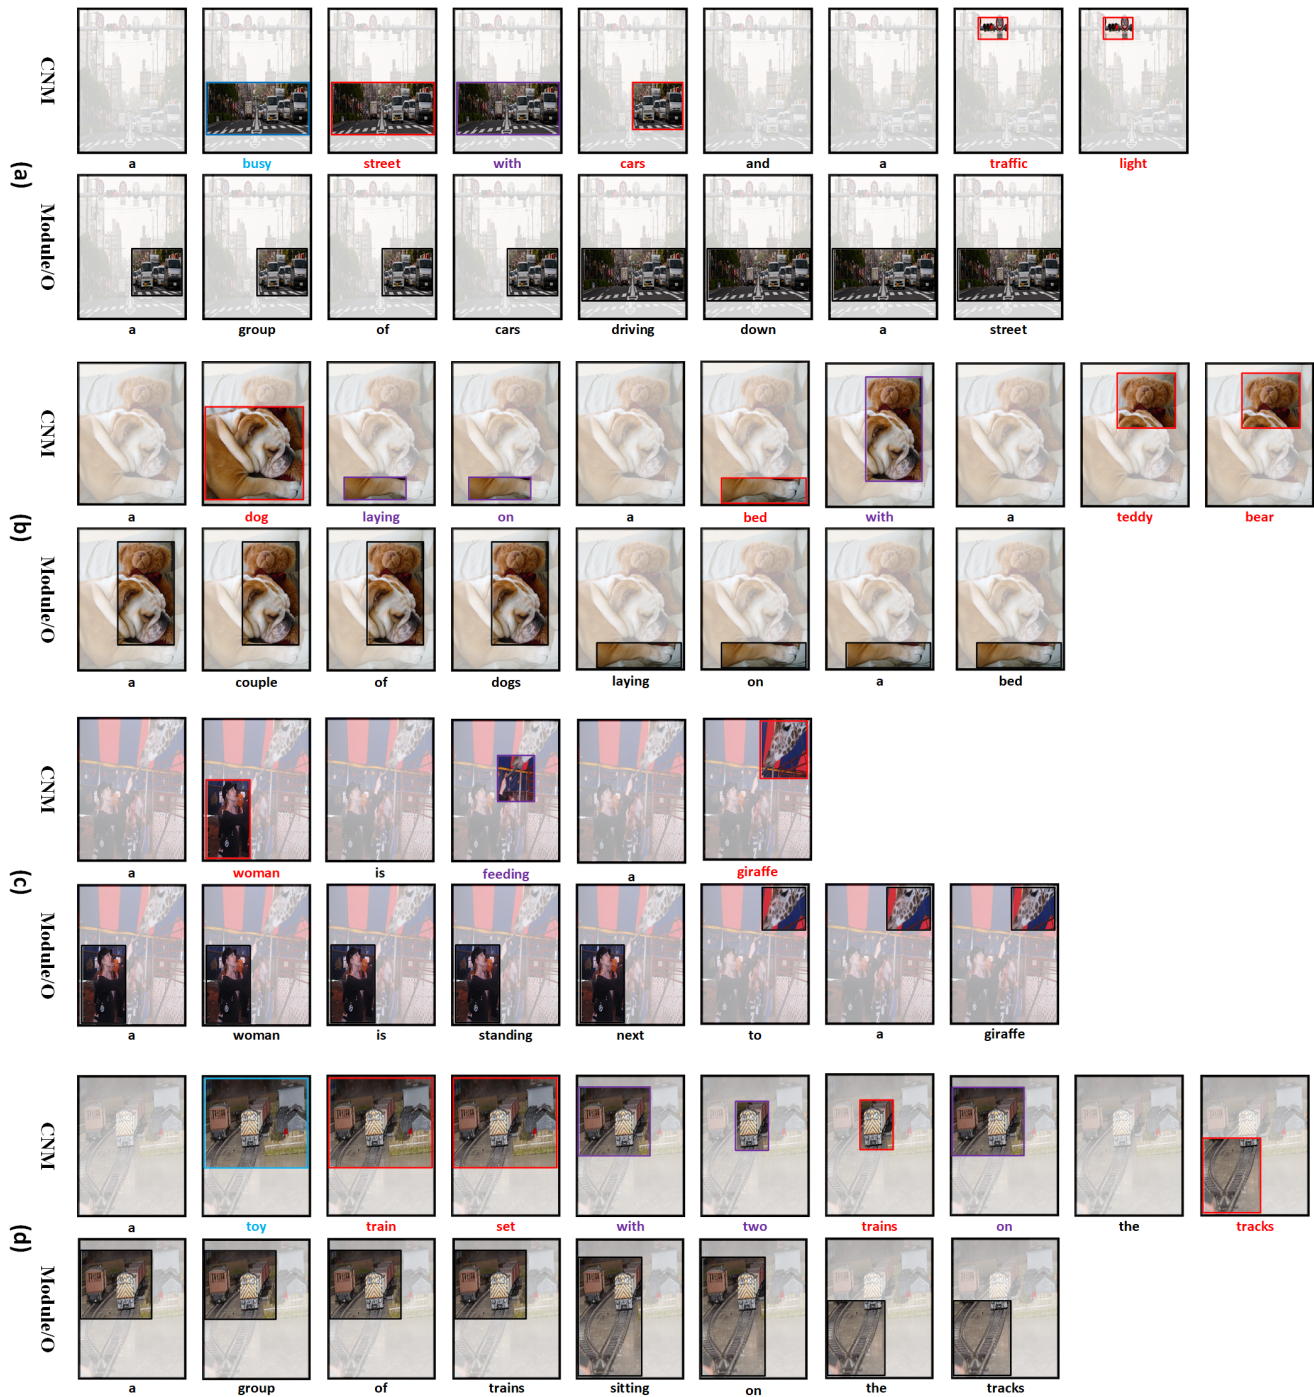 (a)
CNM
a busy street with cars and a traffic light
Module/O
a group of cars driving down a street
(b)
CNM
a dog laying on a bed with a teddy bear
Module/O
a couple of dogs laying on a bed
(c)
CNM
a woman is feeding a giraffe
Module/O
a woman is standing next to a giraffe
(d)
CNM
a toy train set with two trains on the tracks
Module/O
a group of trains sitting on the tracks